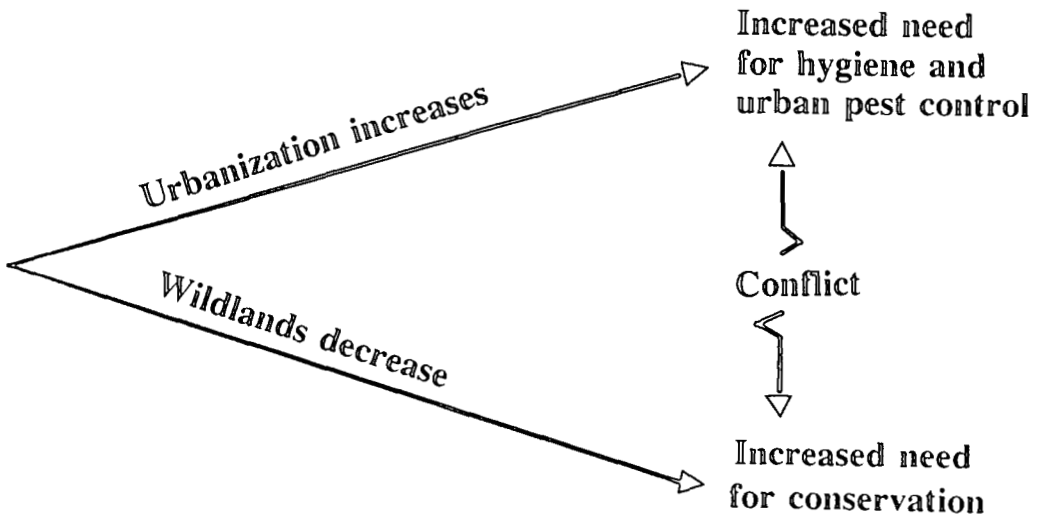 Increased need
for hygiene and
urban pest control
Urbanization increases
Conflict
Wildlands decrease
Increased need
for conservation